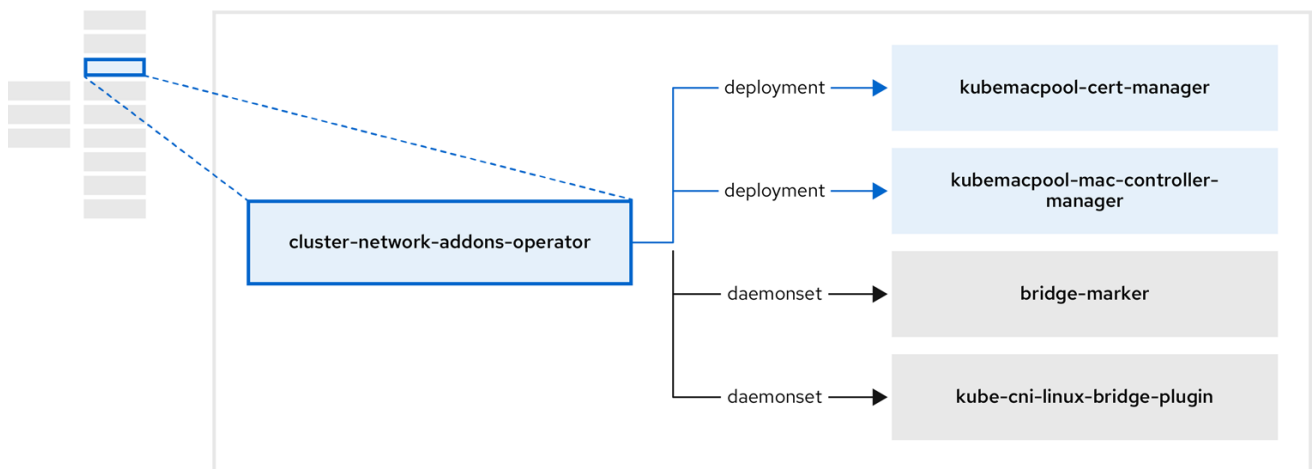 deployment
kubemacpool-cert-manager
deployment
kubemacpool-mac-controller-
manager
cluster-network-addons-operator
daemonset
bridge-marker
daemonset
kube-cni-linux-bridge-plugin